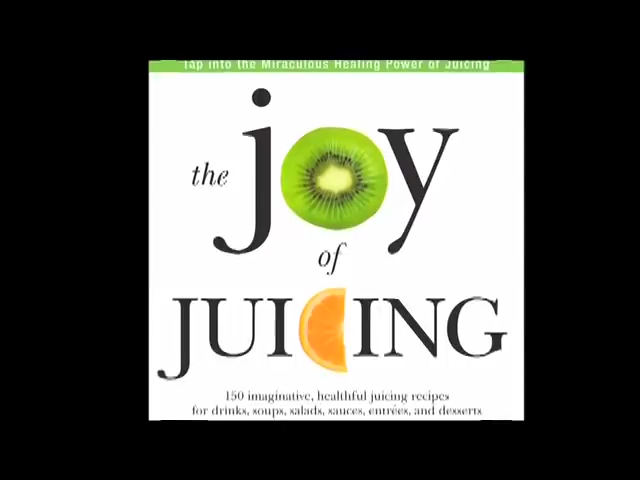 Tap into the Miraculous Healing Power of Juicing
the joy
of
JUICING
150 imaginative, healthful juicing recipes
for drinks, soups, salads, sauces, entrées, and desserts